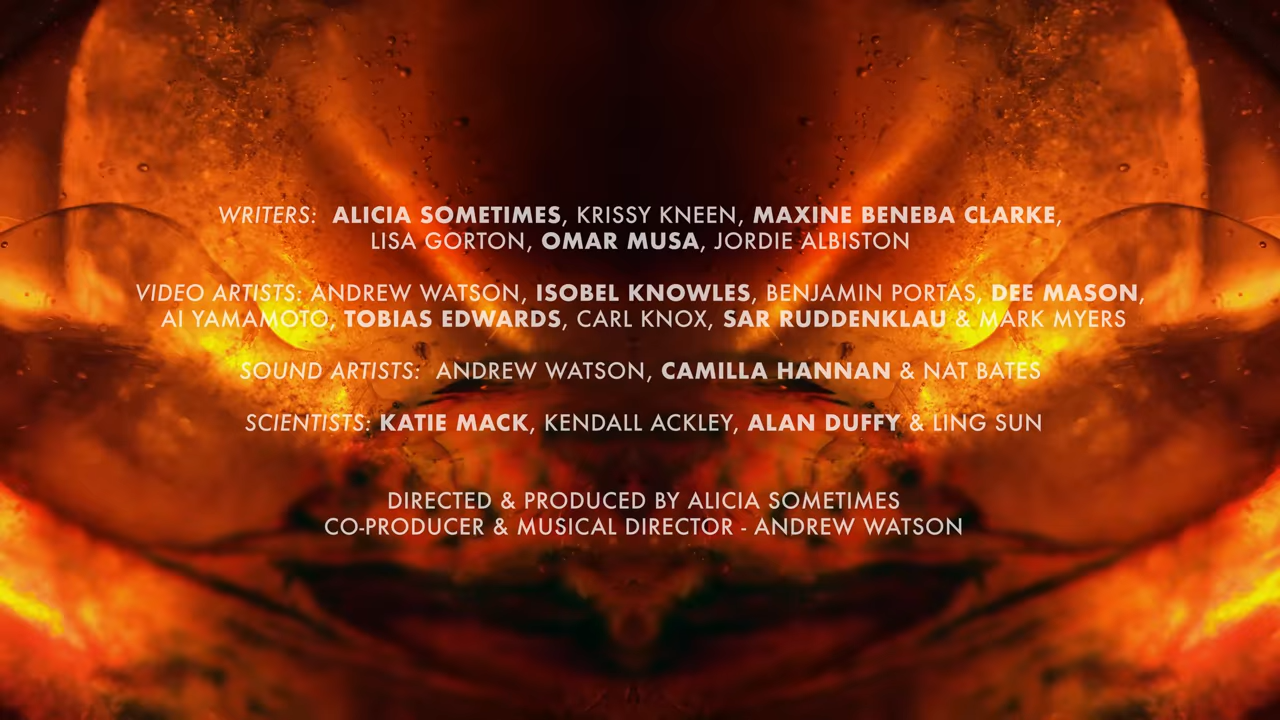 WRITERS: ALICIA SOMETIMES, KRISSY KNEEN, MAXINE BENEBA CLARKE,
LISA GORTON, OMAR MUSA, JORDIE ALBISTON
VIDEO ARTISTS: ANDREW WATSON, ISOBEL KNOWLES, BENJAMIN PORTAS, DEE MASON,
AI YAMAMOTO, TOBIAS EDWARDS, CARL KNOX, SAR RUDDENKLAU & MARK MYERS
SOUND ARTISTS: ANDREW WATSON, CAMILLA HANNAN & NAT BATES
SCIENTISTS: KATIE MACK, KENDALL ACKLEY, ALAN DUFFY & LING SUN
DIRECTED & PRODUCED BY ALICIA SOMETIMES
CO-PRODUCER & MUSICAL DIRECTOR - ANDREW WATSON